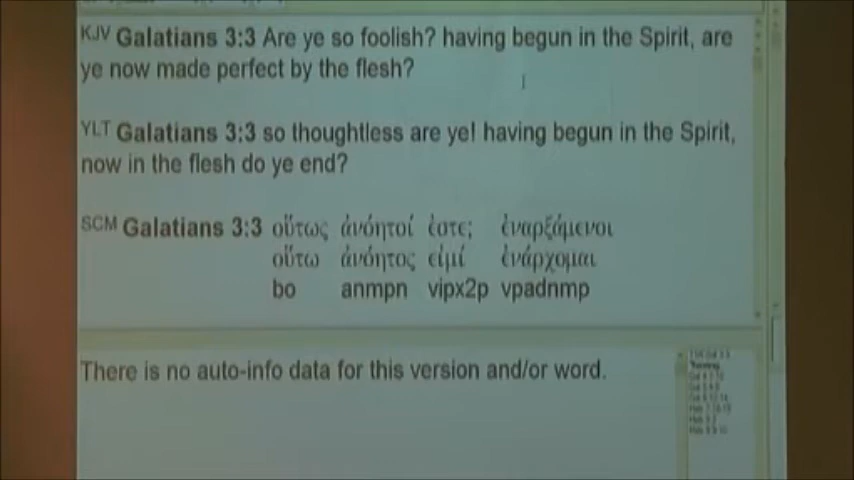 KJV Galatians 3:3 Are ye so foolish? having begun in the Spirit, are
ye now made perfect by the flesh?
YLT Galatians 3:3 so thoughtless are ye! having begun in the Spirit,
now in the flesh do ye end?
SCM Galatians 3:3 οὕτως ἀνόητοί ἐστε; ἐναρξάμενοι
οὕτω ἀνόητος εἰμί ἐνάρχομαι
bo anmpn vipx2p vpadnmp
There is no auto-info data for this version and/or word.